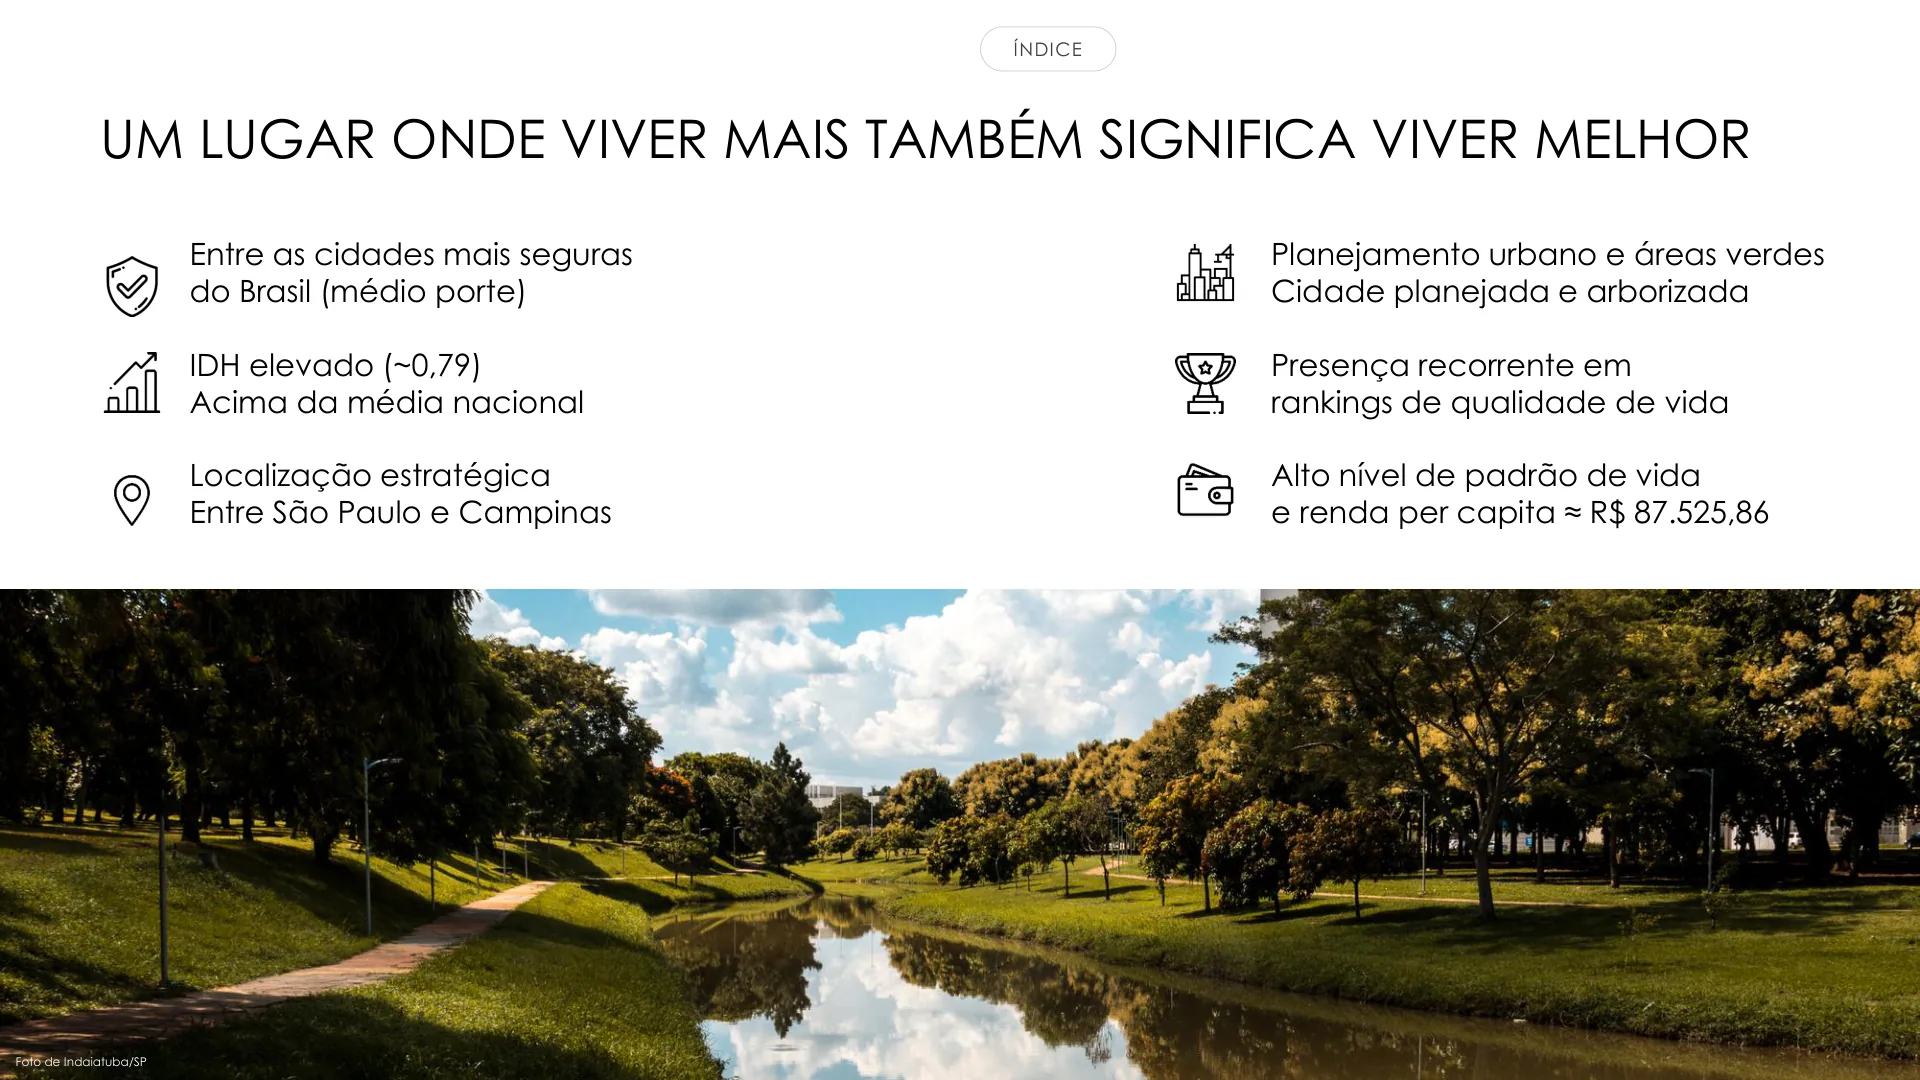 ÍNDICE
UM LUGAR ONDE VIVER MAIS TAMBÉM SIGNIFICA VIVER MELHOR
Entre as cidades mais seguras
do Brasil (médio porte)
IDH elevado (~0,79)
Acima da média nacional
Localização estratégica
Entre São Paulo e Campinas
Planejamento urbano e áreas verdes
Cidade planejada e arborizada
Presença recorrente em
rankings de qualidade de vida
Alto nível de padrão de vida
e renda per capita ≈ R$ 87.525,86
Foto de Indaiatuba/SP